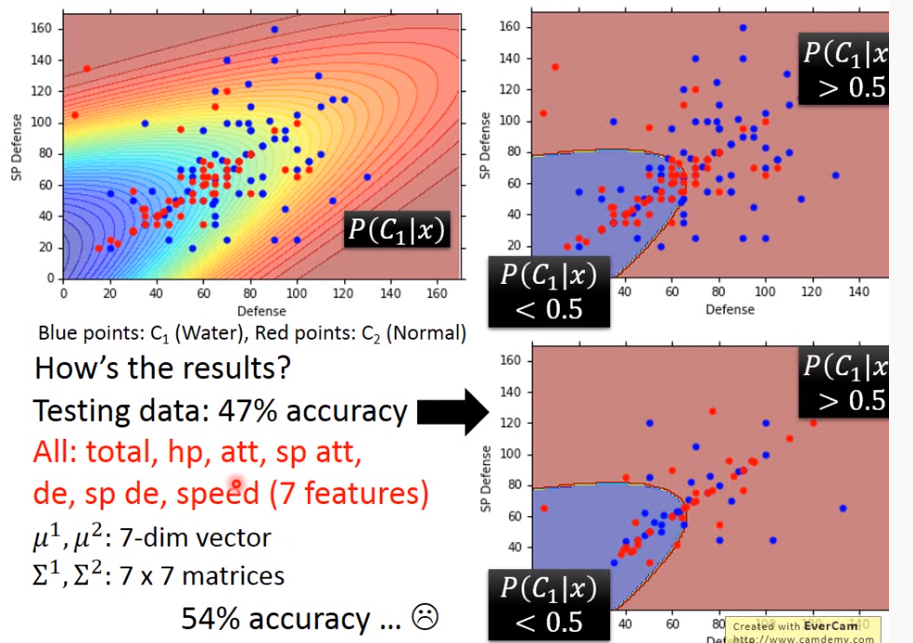 SP Defense
160
140
120
100
80
60
40
20
0
0 20 40 60 80 100 120 140 160
Defense
P(C₁|x)
SP Defense
160
140
120
100
80
60
40
20
40 60 80 100 120 140
Defense
P(C₁|x
> 0.5
P(C₁|x)
< 0.5
Blue points: C₁ (Water), Red points: C₂ (Normal)
How's the results?
Testing data: 47% accuracy
All: total, hp, att, sp att,
de, sp de, speed (7 features)
μ¹, μ²: 7-dim vector
Σ¹, Σ²: 7 x 7 matrices
54% accuracy ... ☹
SP Defense
160
140
120
100
80
60
40
P(C₁|x
> 0.5
P(C₁|x)
< 0.5
40 60 80 100 120 140
Created with EverCam.
http://www.camdemy.com